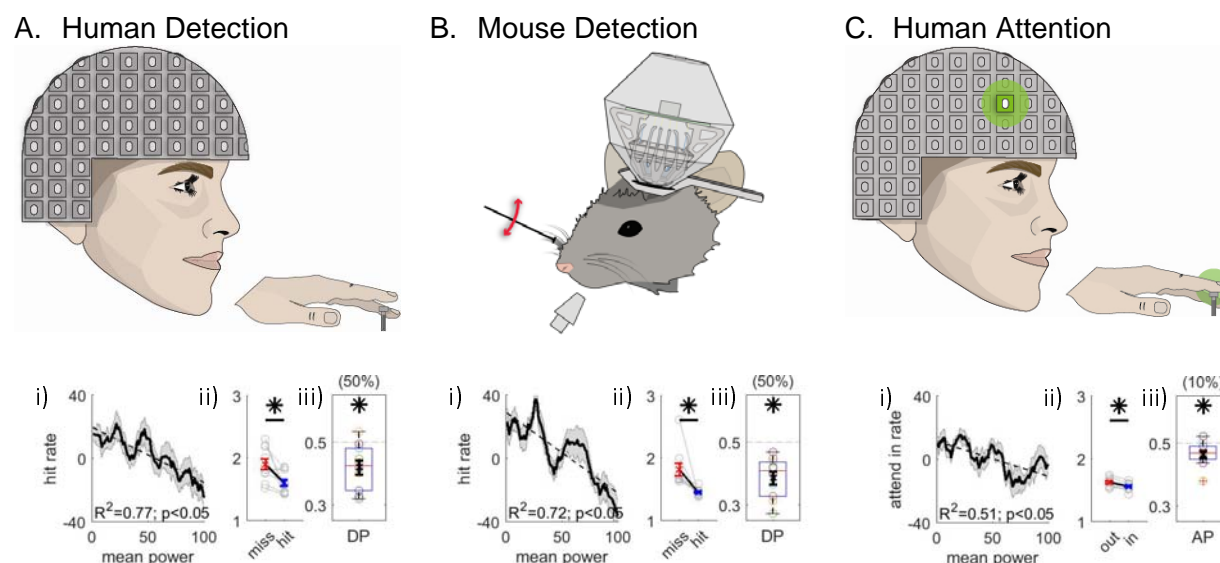 A. Human Detection
B. Mouse Detection
C. Human Attention
i)
40
0
-40
hit rate
R²=0.77; p<0.05
0 50 100
mean power
ii)
3
2
1
*
miss hit
iii)
(50%)
*
0.5
0.3
DP
i)
40
0
-40
hit rate
R²=0.72; p<0.05
0 50 100
mean power
ii)
3
2
1
*
miss hit
iii)
(50%)
*
0.5
0.3
DP
i)
40
0
-40
attend in rate
R²=0.51; p<0.05
0 50 100
mean power
ii)
3
2
1
*
out in
iii)
(10%)
*
0.5
0.3
AP